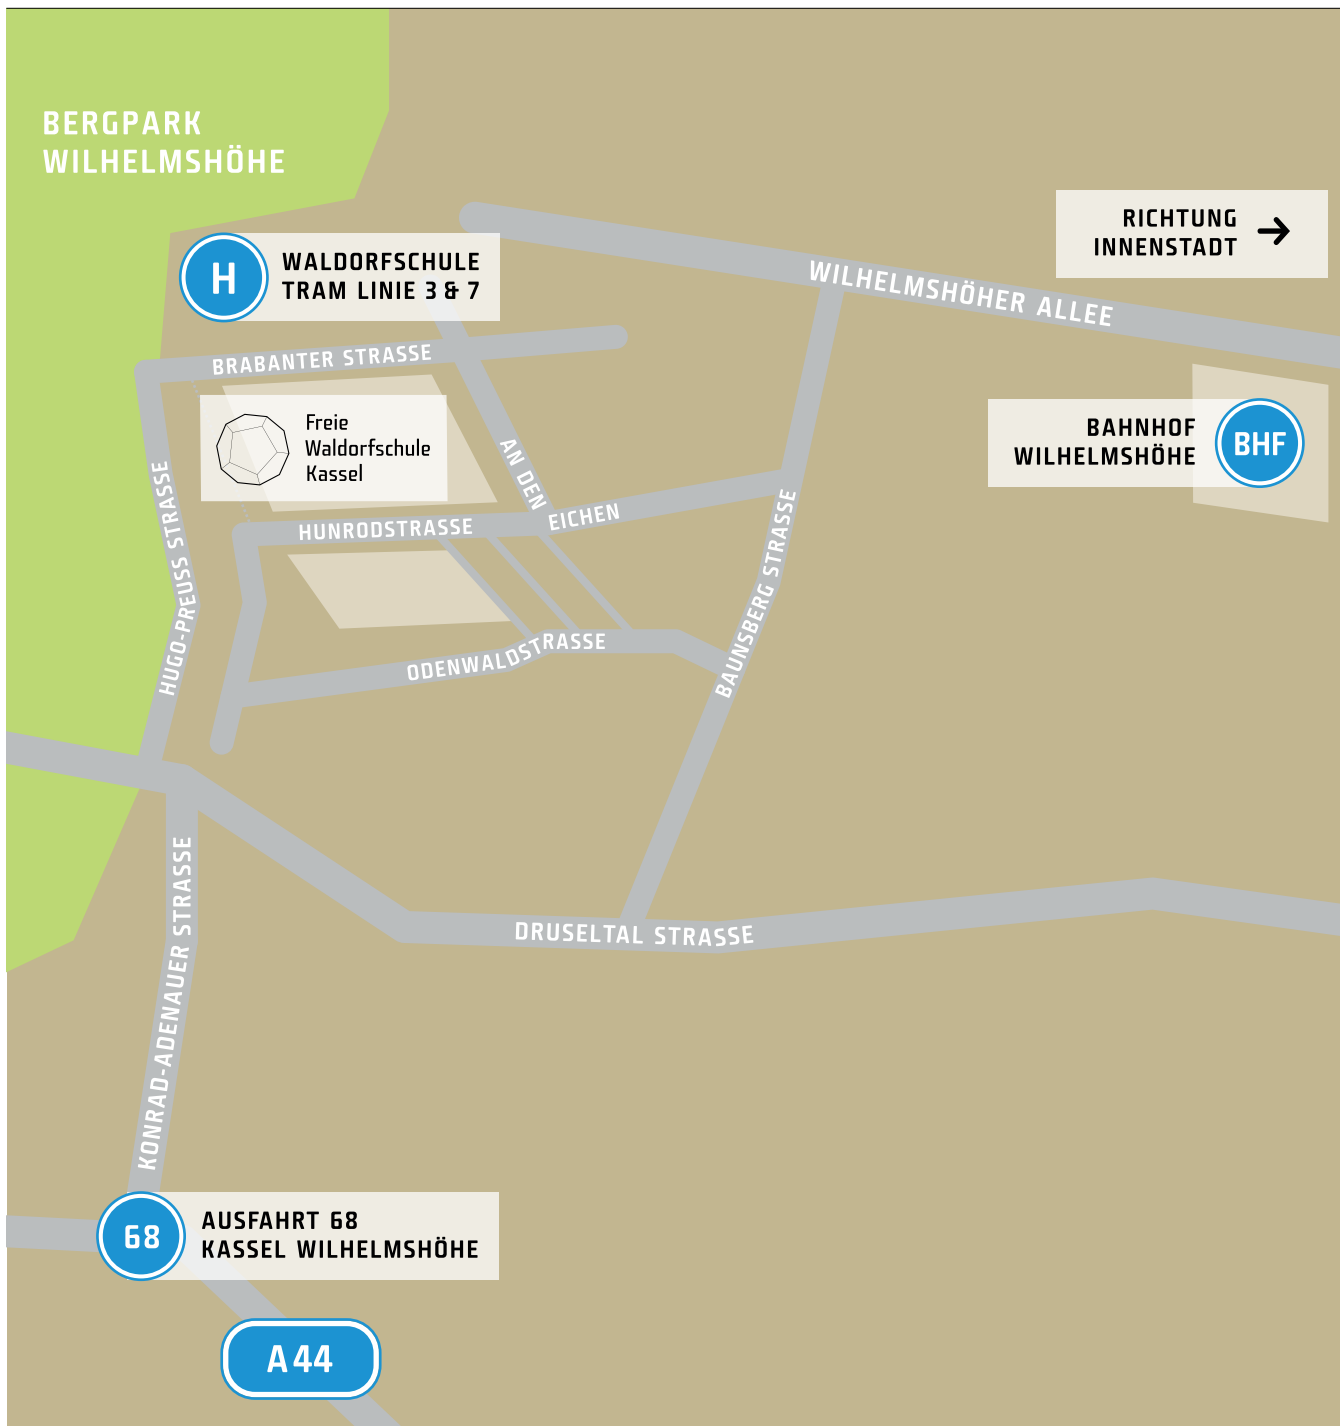 BERGPARK
WILHELMSHÖHE
RICHTUNG
INNENSTADT
H
WALDORFSCHULE
TRAM LINIE 3 & 7
WILHELMSHÖHER ALLEE
BRABANTER STRASSE
Freie
Waldorfschule
Kassel
BAHNHOF
WILHELMSHÖHE
BHF
AN DEN
EICHEN
HUNRODSTRASSE
HUGO-PREUSS STRASSE
BAUNSBERG STRASSE
ODENWALDSTRASSE
DRUSELTAL STRASSE
KONRAD-ADENAUER STRASSE
68
AUSFAHRT 68
KASSEL WILHELMSHÖHE
A44